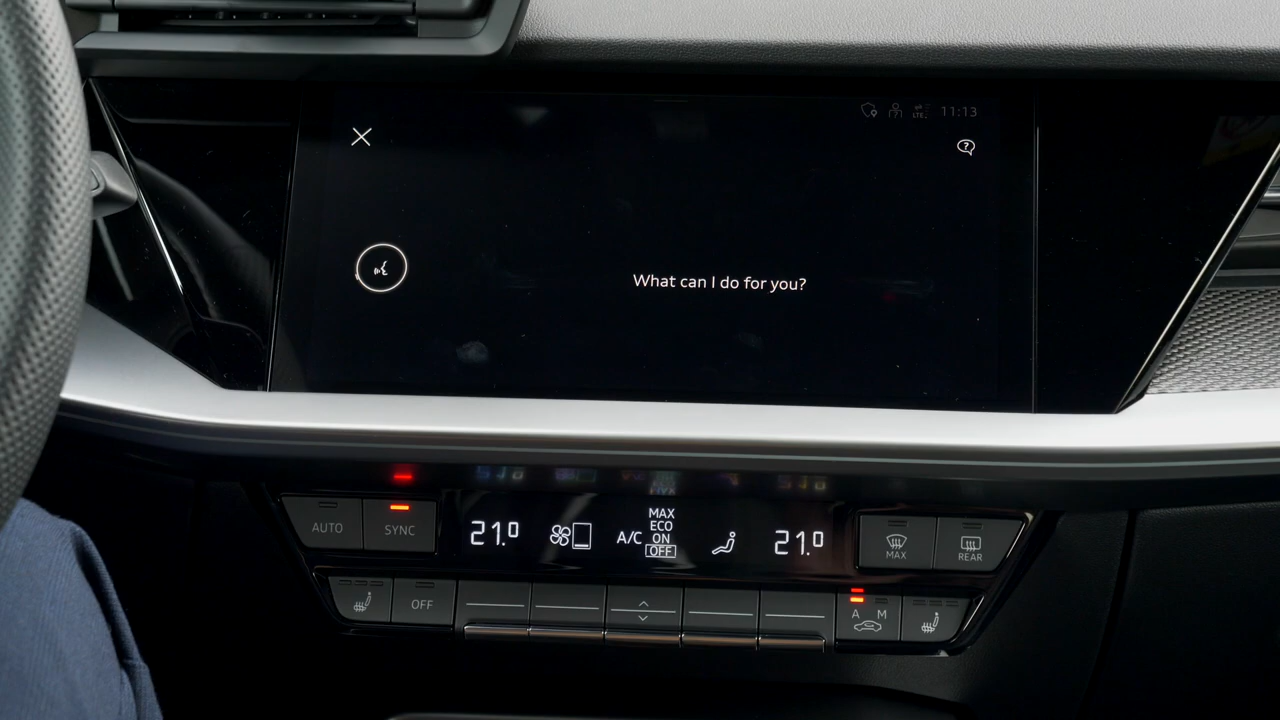 LTE 11:13
What can I do for you?
AUTO
SYNC
21.0
A/C
MAX
ECO
ON
OFF
21.0
MAX
REAR
OFF
A M